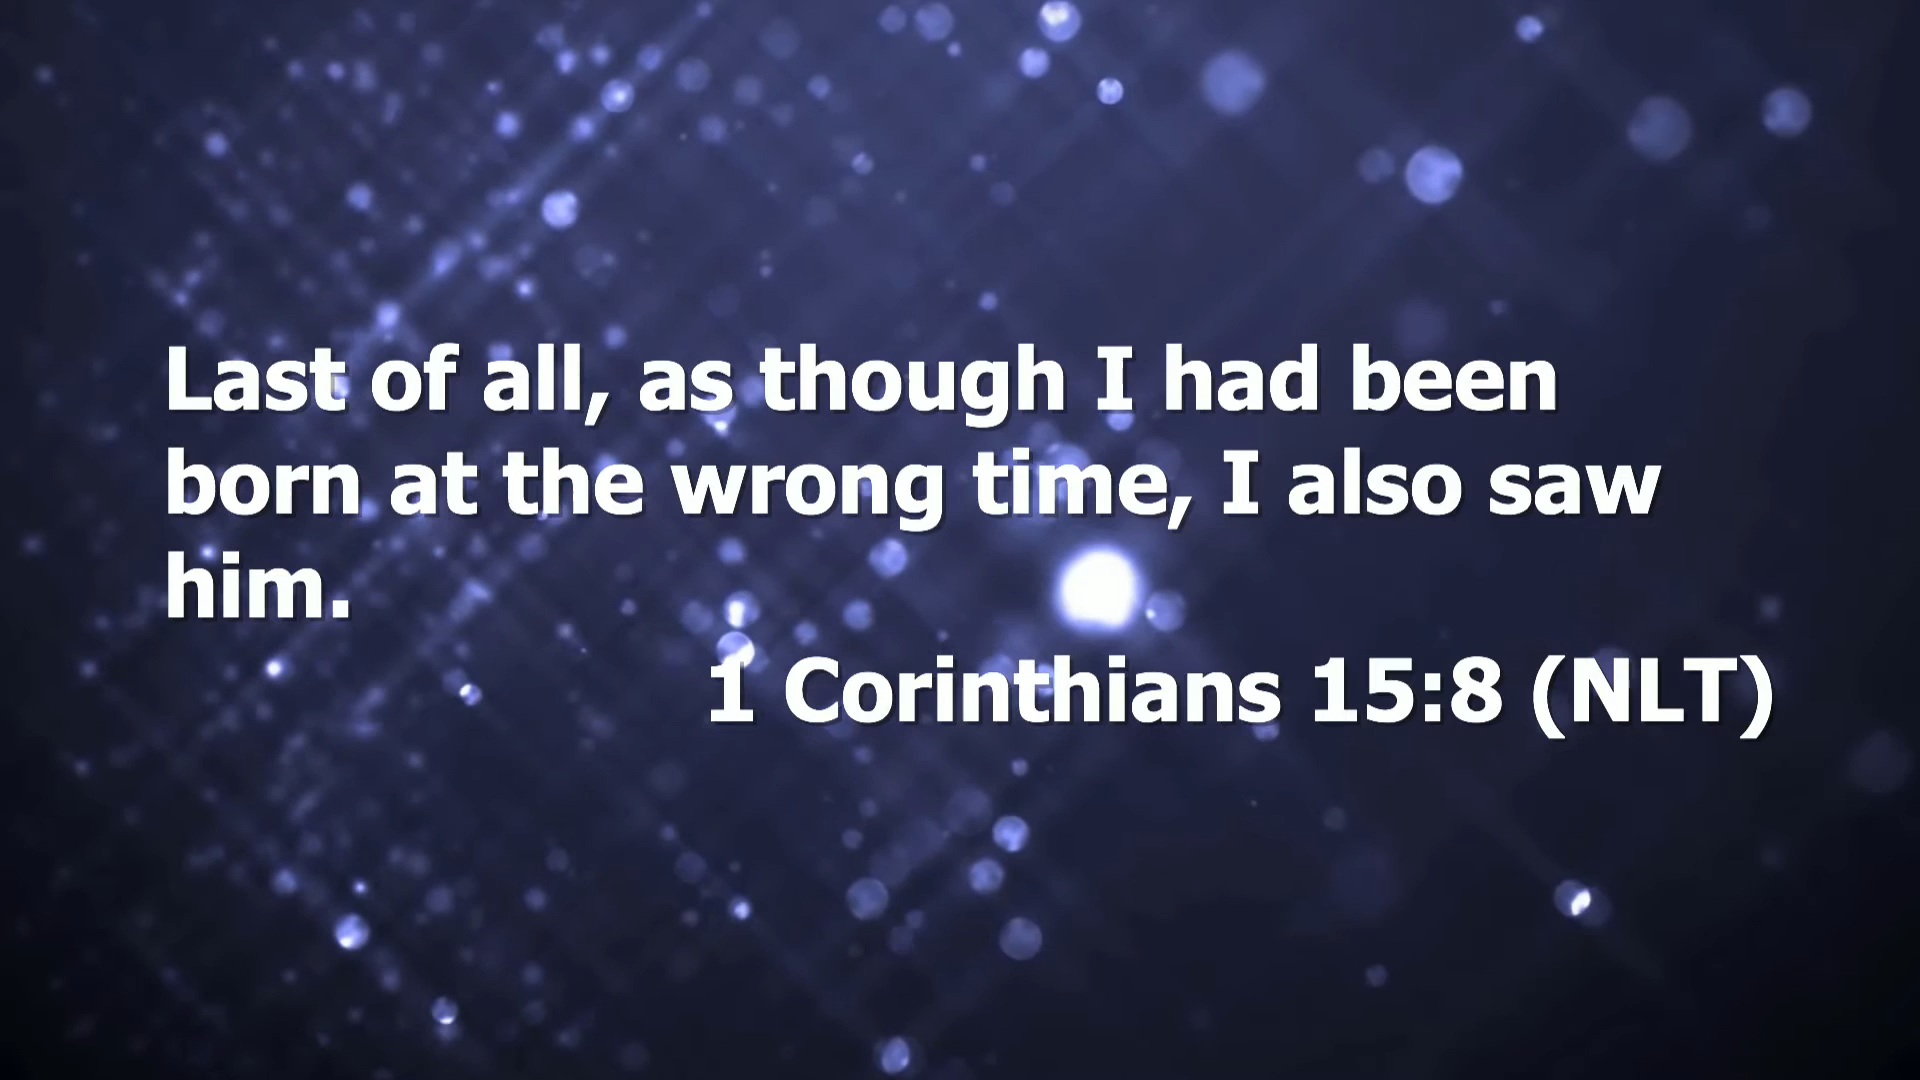 Last of all, as though I had been
born at the wrong time, I also saw
him.
1 Corinthians 15:8 (NLT)